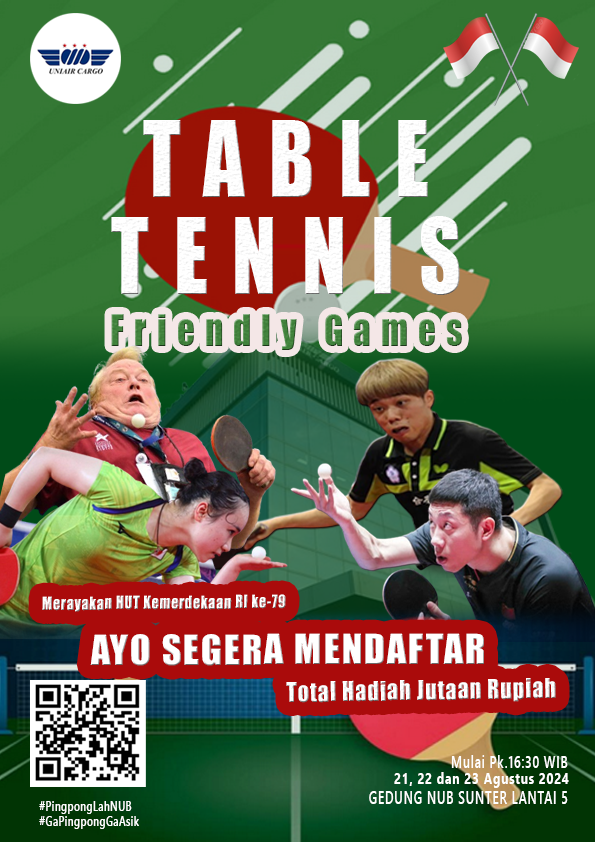 UNIAIR CARGO
TABLE
TENNIS
Friendly Games
Merayakan HUT Kemerdekaan RI ke-79
AYO SEGERA MENDAFTAR
Total Hadiah Jutaan Rupiah
Mulai Pk.16:30 WIB
21, 22 dan 23 Agustus 2024
GEDUNG NUB SUNTER LANTAI 5
#PingpongLahNUB
#GaPingpongGaAsik